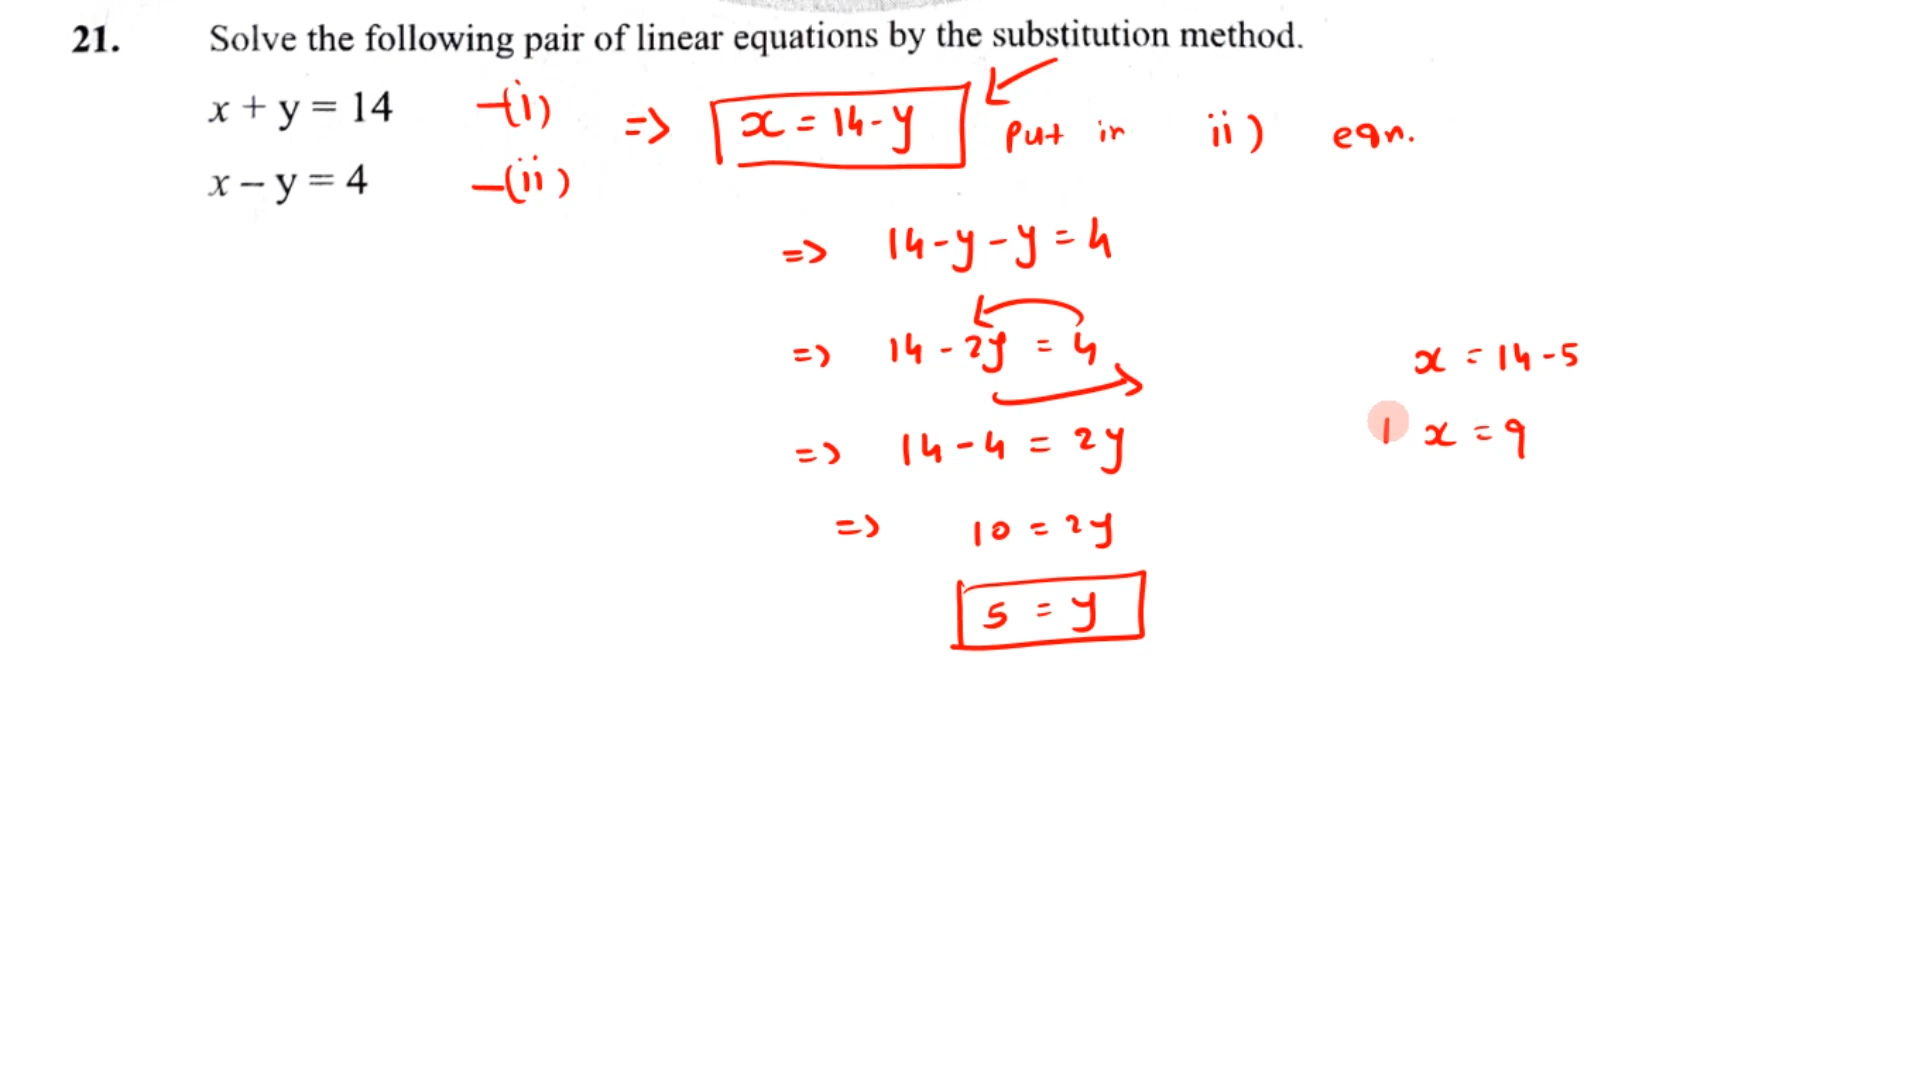 21. Solve the following pair of linear equations by the substitution method.
x + y = 14 –(i) => x = 14 - y Put in ii) eqn.
x – y = 4 –(ii)
=> 14 - y - y = 4
=> 14 - 2y = 4
x = 14 - 5
=> 14 - 4 = 2y
x = 9
=> 10 = 2y
5 = y